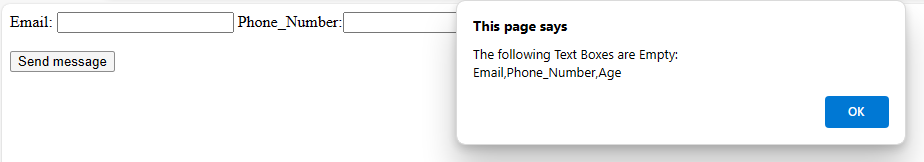 Email: Phone_Number:
Send message
This page says
The following Text Boxes are Empty:
Email,Phone_Number,Age
OK